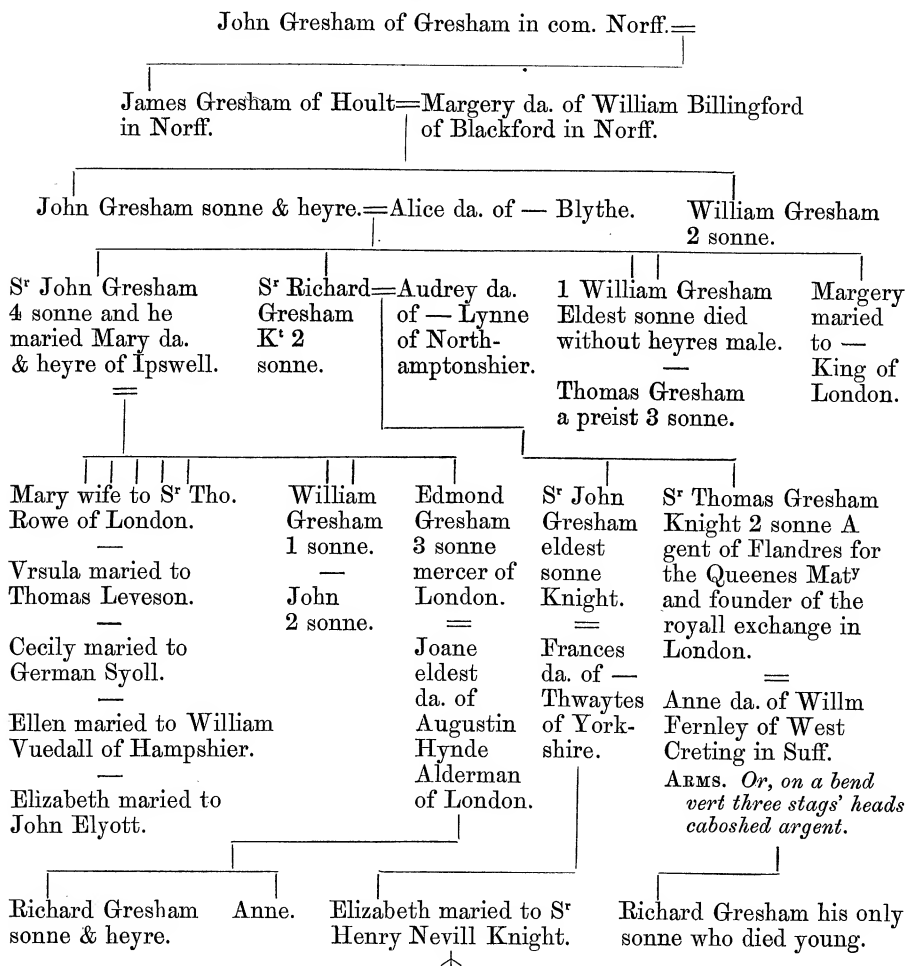 John Gresham of Gresham in com. Norff.=
James Gresham of Hoult=Margery da. of William Billingford
in Norff.
of Blackford in Norff.
John Gresham sonne & heyre.=Alice da. of — Blythe.
William Gresham
2 sonne.
Sʳ John Gresham
4 sonne and he
maried Mary da.
& heyre of Ipswell.
=
Sʳ Richard=
Gresham
Kᵗ 2
sonne.
Audrey da.
of — Lynne
of North-
amptonshier.
1 William Gresham
Eldest sonne died
without heyres male.
—
Thomas Gresham
a preist 3 sonne.
Margery
maried
to —
King of
London.
Mary wife to Sʳ Tho.
Rowe of London.
—
Vrsula maried to
Thomas Leveson.
—
Cecily maried to
German Syoll.
—
Ellen maried to William
Vuedall of Hampshier.
—
Elizabeth maried to
John Elyott.
William
Gresham
1 sonne.
—
John
2 sonne.
Edmond
Gresham
3 sonne
mercer of
London.
=
Joane
eldest
da. of
Augustin
Hynde
Alderman
of London.
Sʳ John
Gresham
eldest
sonne
Knight.
=
Frances
da. of —
Thwaytes
of York-
shire.
Sʳ Thomas Gresham
Knight 2 sonne A
gent of Flandres for
the Queenes Matʸ
and founder of the
royall exchange in
London.
=
Anne da. of Willm
Fernley of West
Creting in Suff.
ARMS. Or, on a bend
vert three stags' heads
caboshed argent.
Richard Gresham
sonne & heyre.
Anne.
Elizabeth maried to Sʳ
Henry Nevill Knight.
Richard Gresham his only
sonne who died young.